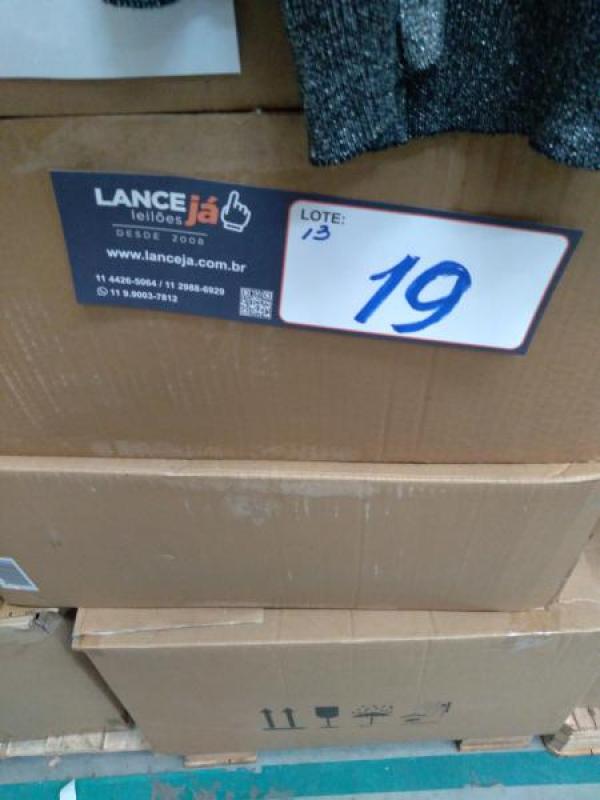 LANCE já
leilões
DESDE 2008
www.lanceja.com.br
11 4426-5064 / 11 2988-6929
11 9.9003-7812
LOTE:
13
19